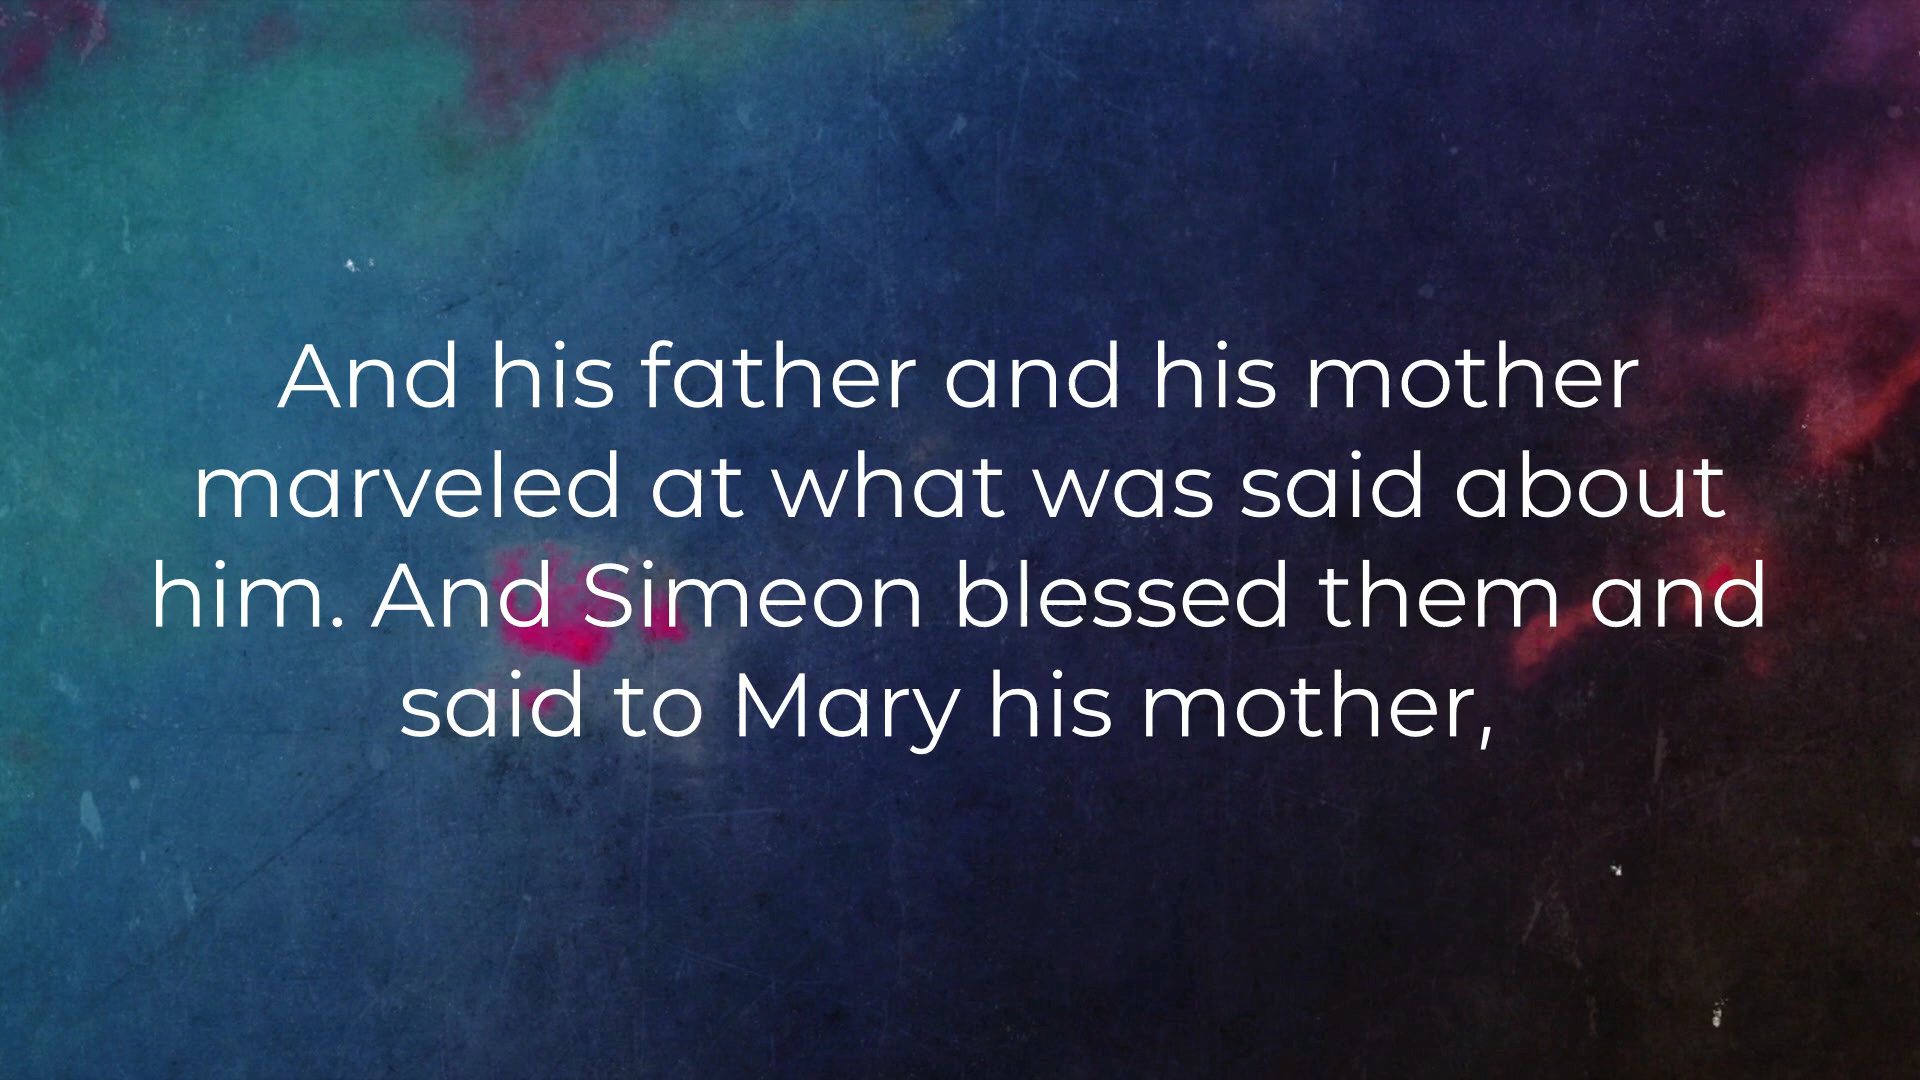 And his father and his mother
marveled at what was said about
him. And Simeon blessed them and
said to Mary his mother,